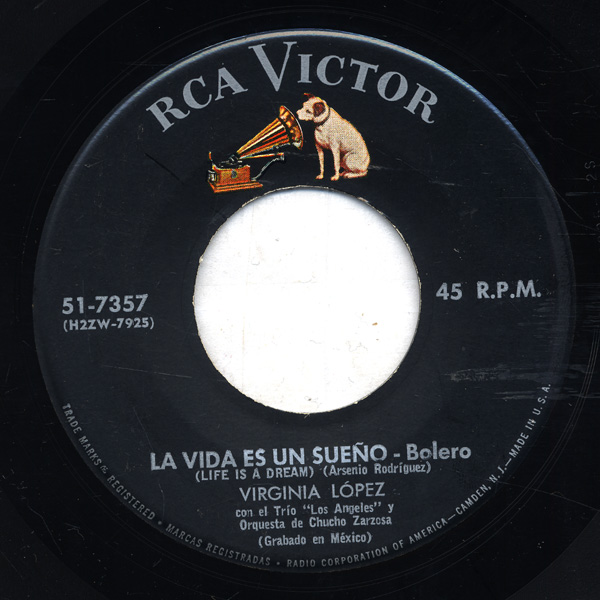 RCA VICTOR
51-7357
(H2ZW-7925)
45 R.P.M.
LA VIDA ES UN SUEÑO - Bolero
(LIFE IS A DREAM) (Arsenio Rodríguez)
VIRGINIA LÓPEZ
con el Trío "Los Angeles" y
Orquesta de Chucho Zarzosa
(Grabado en México)
TRADE MARKS ® REGISTERED • MARCAS REGISTRADAS • RADIO CORPORATION OF AMERICA—CAMDEN, N.J.—MADE IN U.S.A.